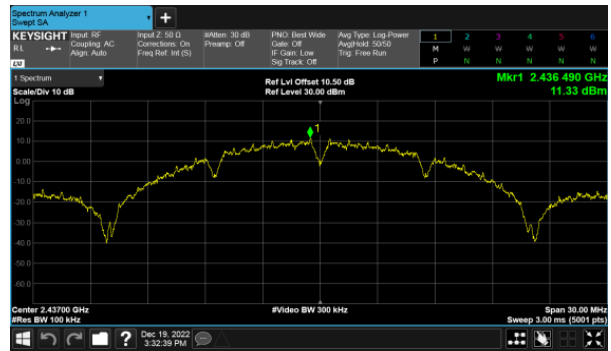 Spectrum Analyzer 1
Swept SA
+
KEYSIGHT
RL
Input: RF
Coupling: AC
Align: Auto
Input Z: 50 Ω
Corrections: On
Freq Ref: Int (S)
#Atten: 30 dB
Preamp: Off
PNO: Best Wide
Gate: Off
IF Gain: Low
Sig Track: Off
Avg Type: Log-Power
Avg|Hold: 50/50
Trig: Free Run
1 2 3 4 5 6
M W W W W W
P N N N N N
1 Spectrum
Scale/Div 10 dB
Log
Ref Lvl Offset 10.50 dB
Ref Level 30.00 dBm
Mkr1 2.436 490 GHz
11.33 dBm
1
20.0
10.0
0.00
-10.0
-20.0
-30.0
-40.0
-50.0
-60.0
Center 2.43700 GHz
#Res BW 100 kHz
#Video BW 300 kHz
Span 30.00 MHz
Sweep 3.00 ms (5001 pts)
?
Dec 19, 2022
3:32:39 PM